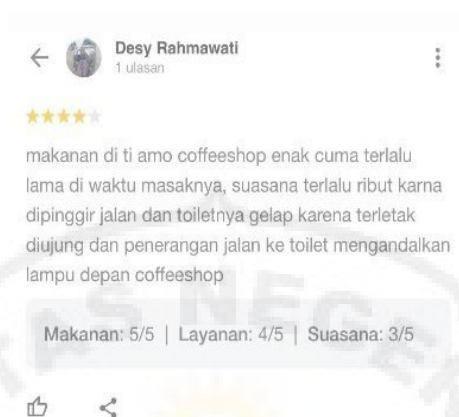 Desy Rahmawati
1 ulasan
makanan di ti amo coffeeshop enak cuma terlalu
lama di waktu masaknya, suasana terlalu ribut karna
dipinggir jalan dan toiletnya gelap karena terletak
diujung dan penerangan jalan ke toilet mengandalkan
lampu depan coffeeshop
Makanan: 5/5 | Layanan: 4/5 | Suasana: 3/5